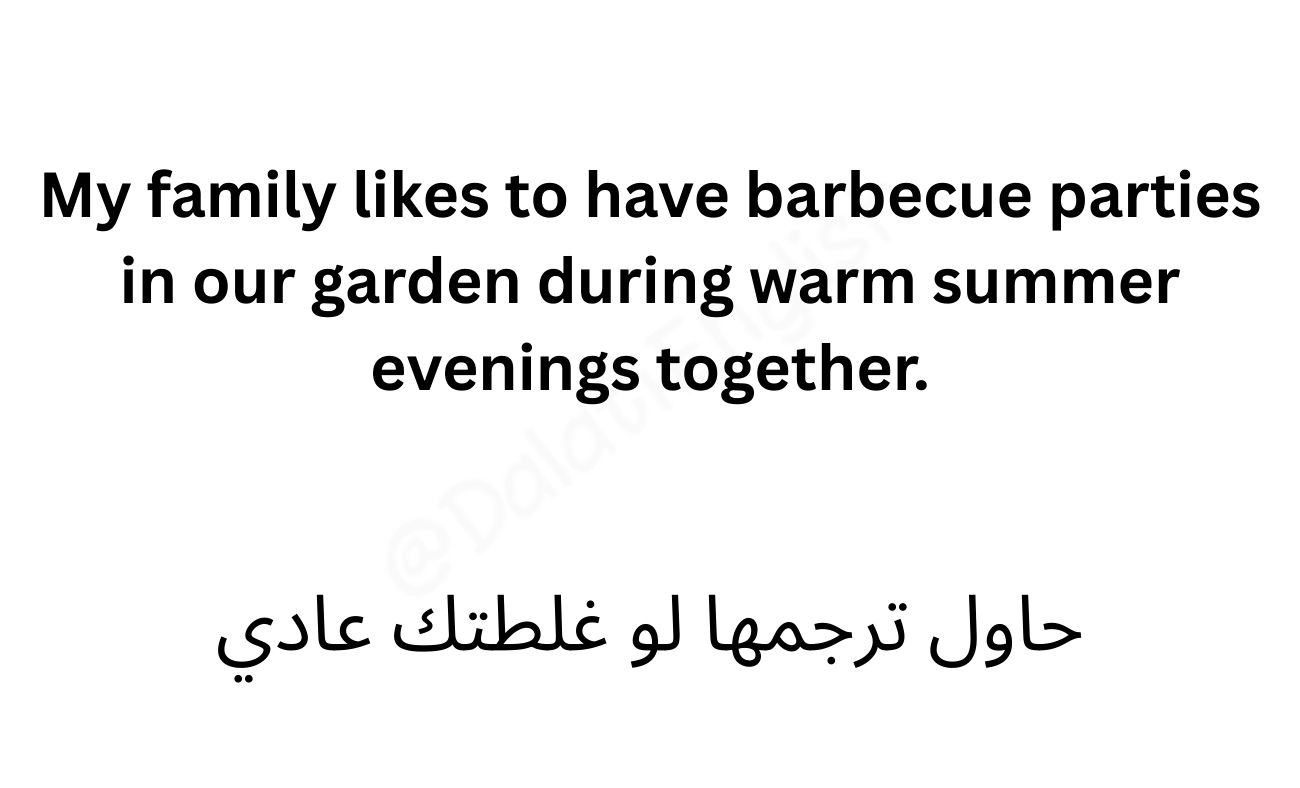 My family likes to have barbecue parties
in our garden during warm summer
evenings together.
@DalatEnglish
حاول ترجمها لو غلطتك عادي